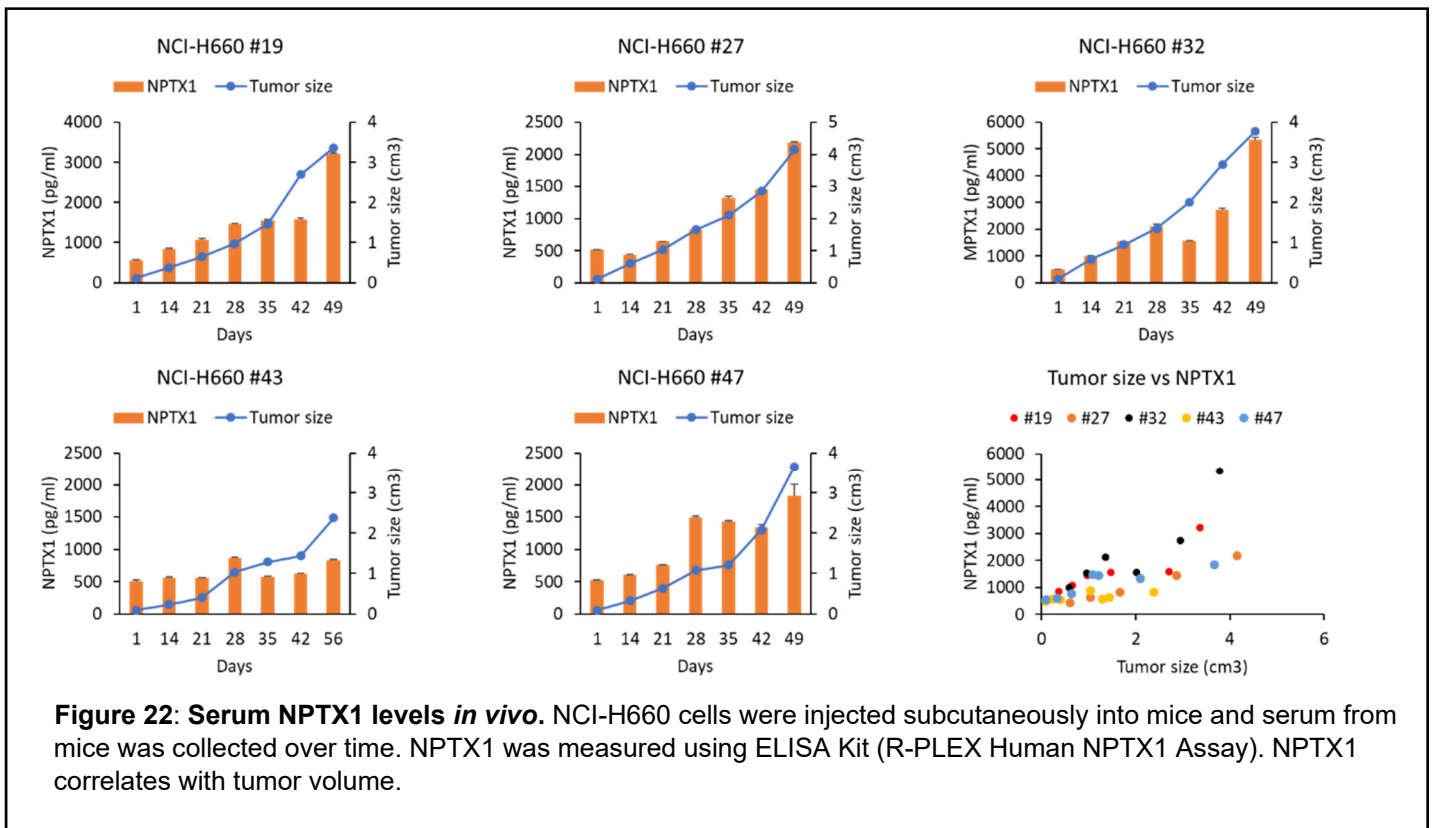 NCI-H660 #19
NPTX1 Tumor size
NPTX1 (pg/ml)
4000
3000
2000
1000
0
4
3
2
1
0
Tumor size (cm3)
1 14 21 28 35 42 49
Days
NCI-H660 #27
NPTX1 Tumor size
NPTX1 (pg/ml)
2500
2000
1500
1000
500
0
5
4
3
2
1
0
Tumor size (cm3)
1 14 21 28 35 42 49
Days
NCI-H660 #32
NPTX1 Tumor size
MPTX1 (pg/ml)
6000
5000
4000
3000
2000
1000
0
4
3
2
1
0
Tumor size (cm3)
1 14 21 28 35 42 49
Days
NCI-H660 #43
NPTX1 Tumor size
NPTX1 (pg/ml)
2500
2000
1500
1000
500
0
4
3
2
1
0
Tumor size (cm3)
1 14 21 28 35 42 56
Days
NCI-H660 #47
NPTX1 Tumor size
NPTX1 (pg/ml)
2500
2000
1500
1000
500
0
4
3
2
1
0
Tumor size (cm3)
1 14 21 28 35 42 49
Days
Tumor size vs NPTX1
#19 #27 #32 #43 #47
NPTX1 (pg/ml)
6000
5000
4000
3000
2000
1000
0
0 2 4 6
Tumor size (cm3)
Figure 22: Serum NPTX1 levels in vivo. NCI-H660 cells were injected subcutaneously into mice and serum from
mice was collected over time. NPTX1 was measured using ELISA Kit (R-PLEX Human NPTX1 Assay). NPTX1
correlates with tumor volume.